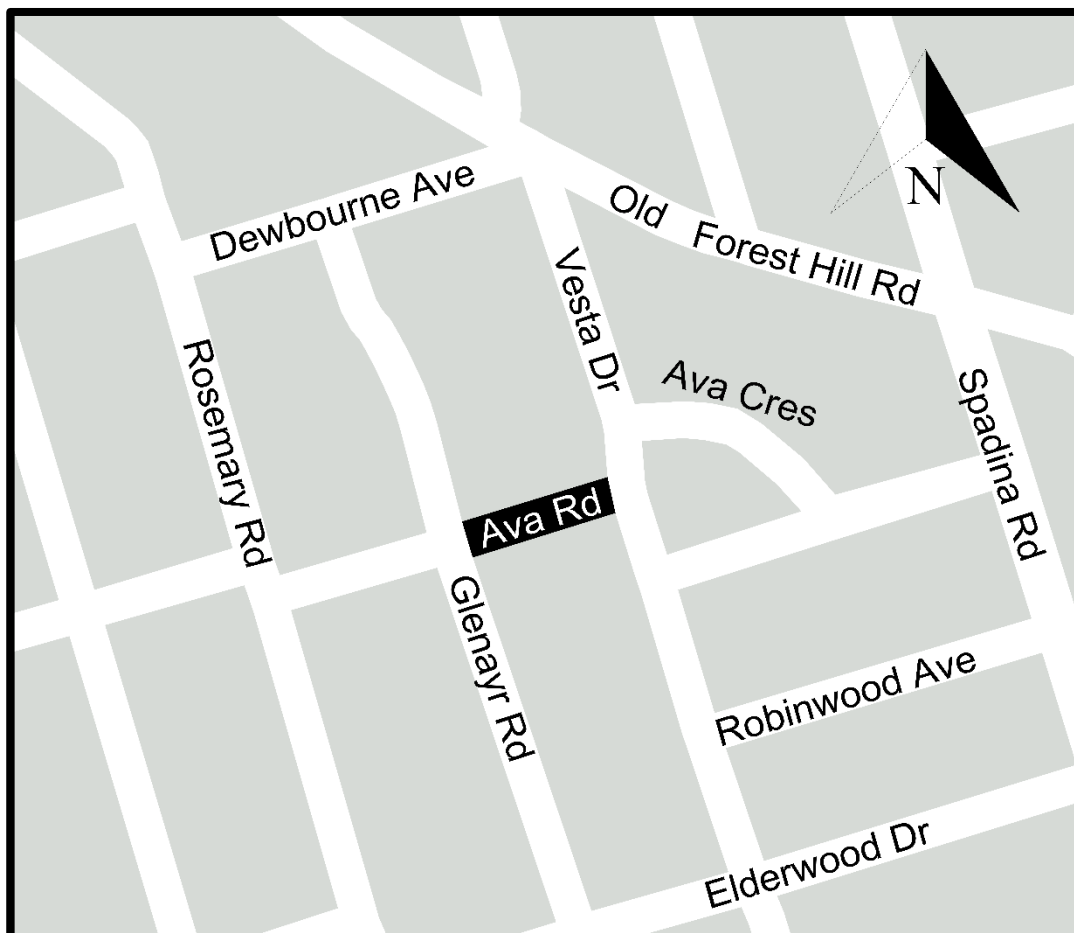 N
Dewbourne Ave
Old Forest Hill Rd
Vesta Dr
Rosemary Rd
Ava Cres
Spadina Rd
Ava Rd
Glenayr Rd
Robinwood Ave
Elderwood Dr